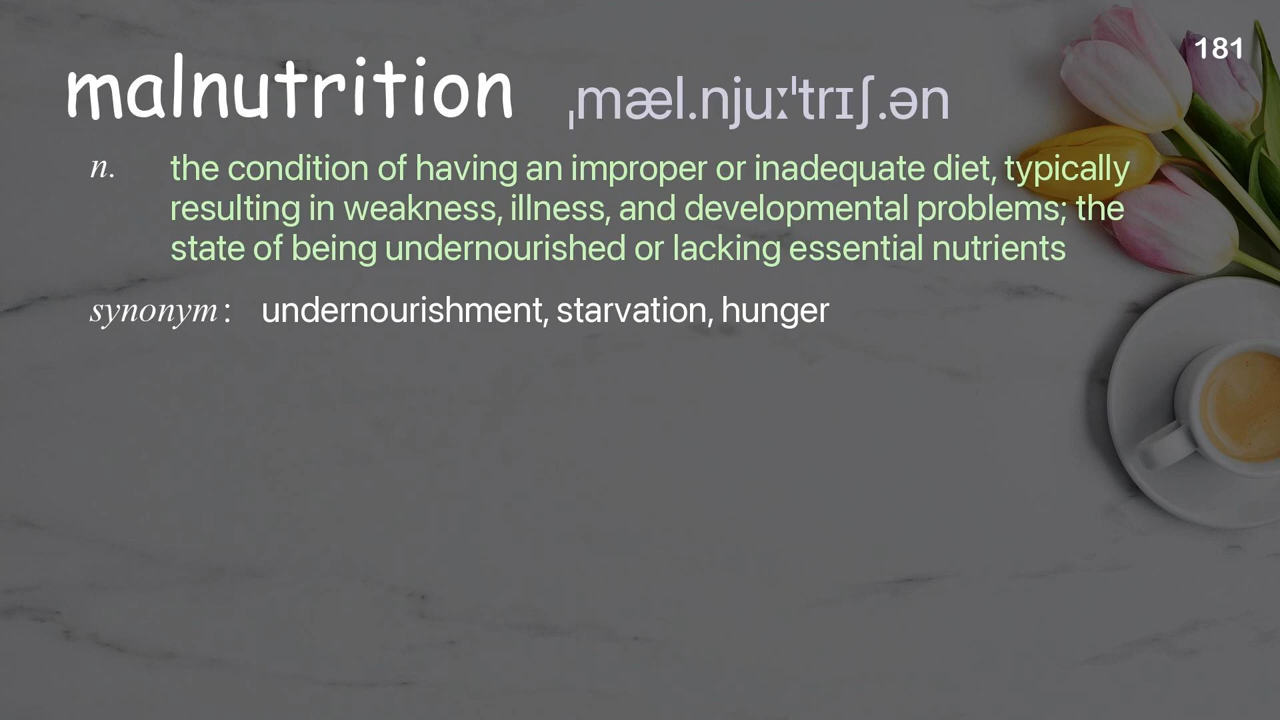 181
malnutrition ˌmæl.njuːˈtrɪʃ.ən
n. the condition of having an improper or inadequate diet, typically
resulting in weakness, illness, and developmental problems; the
state of being undernourished or lacking essential nutrients
synonym: undernourishment, starvation, hunger